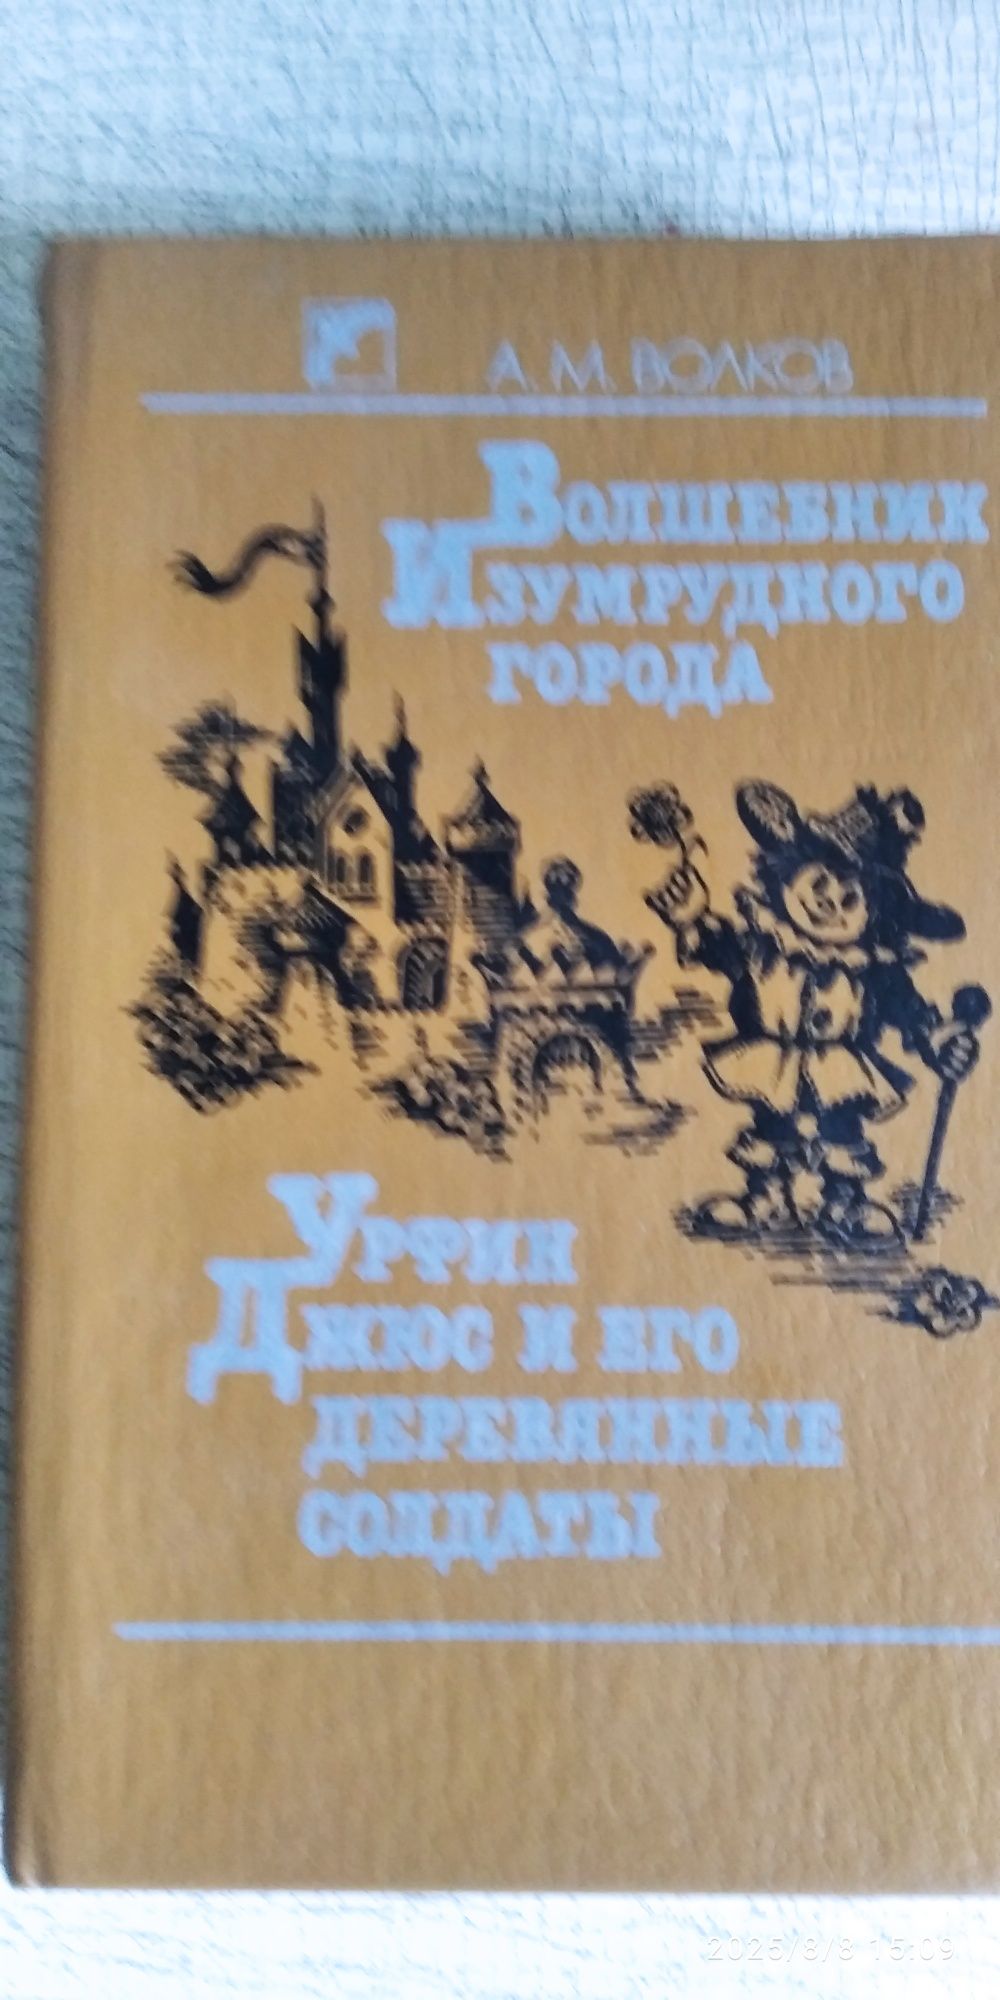 А. М. ВОЛКОВ
ВОЛШЕБНИК
ИЗУМРУДНОГО
ГОРОДА
УРФИН
ДЖЮС И ЕГО
ДЕРЕВЯННЫЕ
СОЛДАТЫ
2025/8/8 15:09